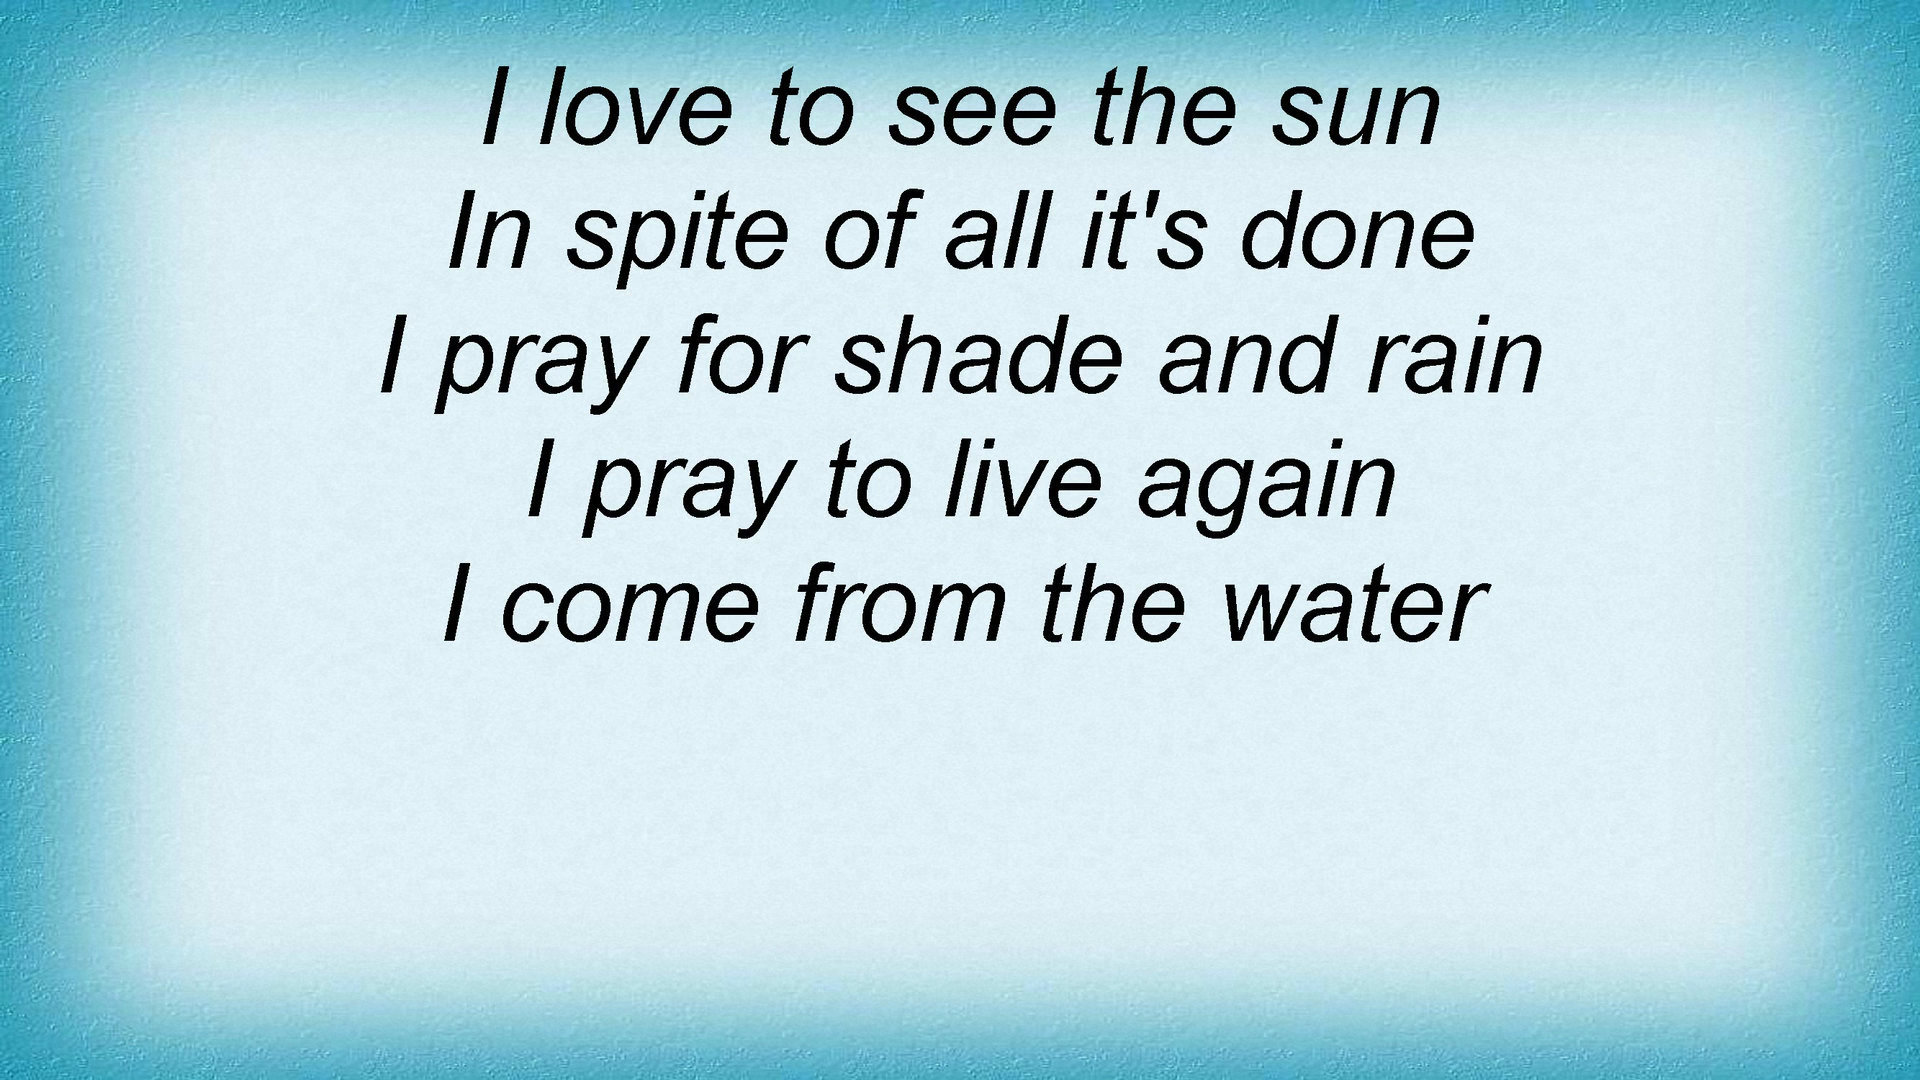 I love to see the sun
In spite of all it's done
I pray for shade and rain
I pray to live again
I come from the water